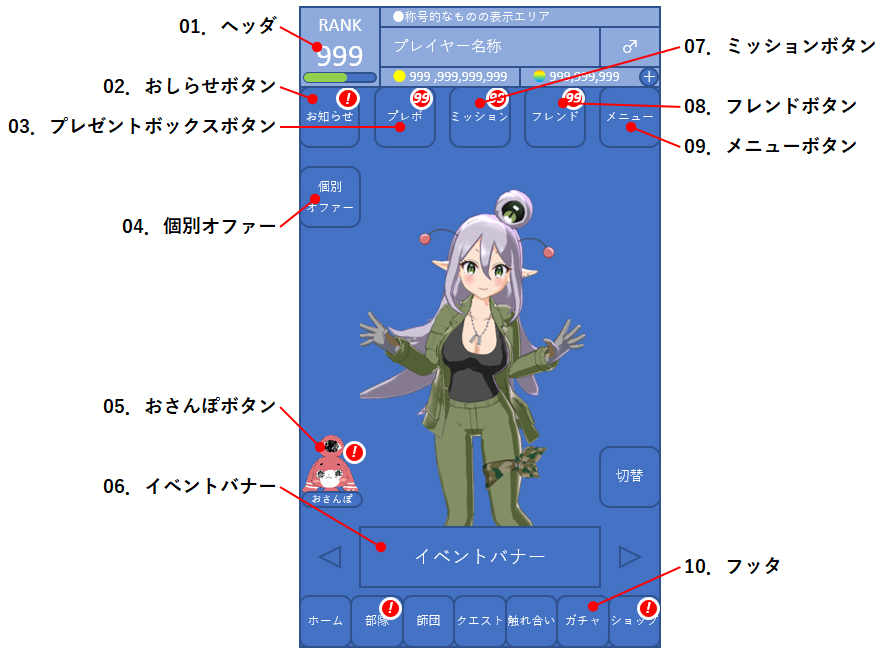 01. ヘッダ
02. おしらせボタン
03. プレゼントボックスボタン
04. 個別オファー
05. おさんぽボタン
06. イベントバナー
RANK
999
●称号的なものの表示エリア
プレイヤー名称
♂
999 ,999,999,999
999,999,999
+
お知らせ
!
プレボ
99
ミッション
99
フレンド
99
メニュー
個別
オファー
!
おさんぽ
切替
イベントバナー
ホーム
部隊
!
師団
クエスト
触れ合い
ガチャ
ショップ
!
07. ミッションボタン
08. フレンドボタン
09. メニューボタン
10. フッタ